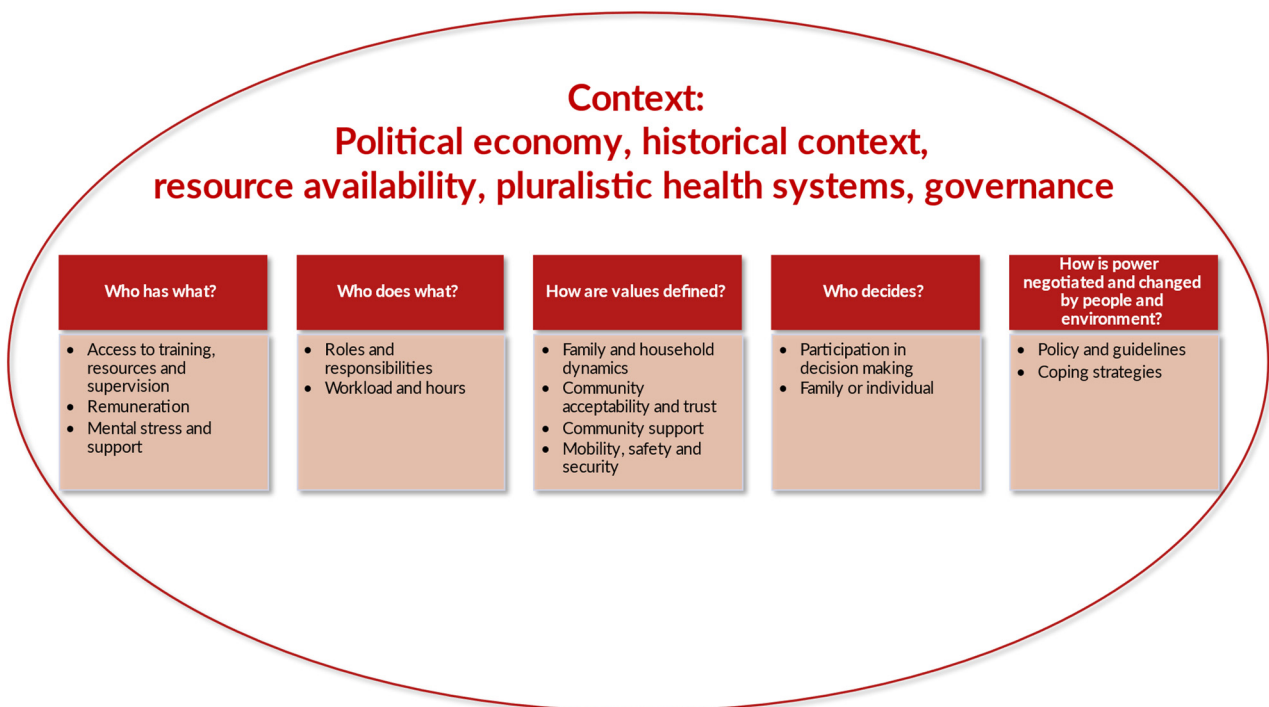 Context:
Political economy, historical context,
resource availability, pluralistic health systems, governance
Who has what?
• Access to training,
resources and
supervision
• Remuneration
• Mental stress and
support
Who does what?
• Roles and
responsibilities
• Workload and hours
How are values defined?
• Family and household
dynamics
• Community
acceptability and trust
• Community support
• Mobility, safety and
security
Who decides?
• Participation in
decision making
• Family or individual
How is power
negotiated and changed
by people and
environment?
• Policy and guidelines
• Coping strategies